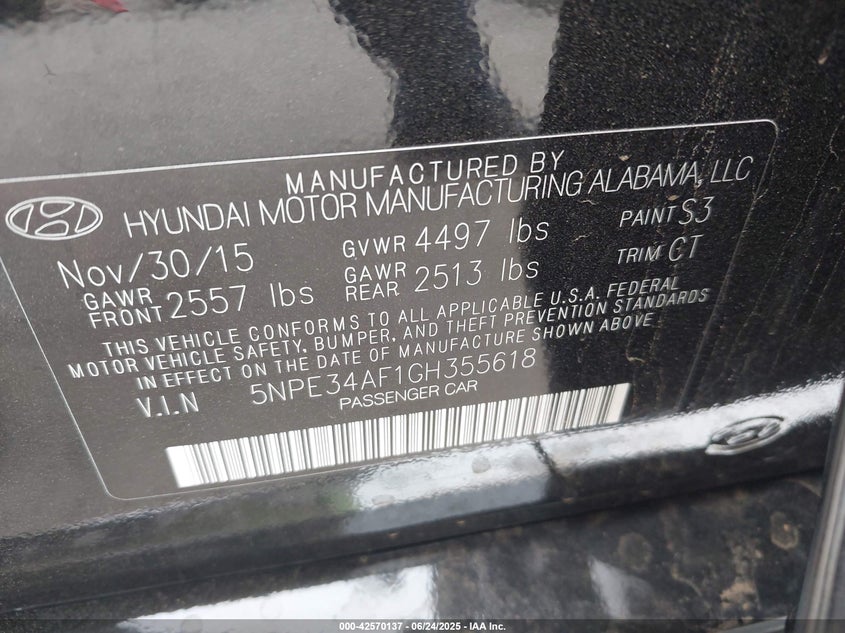 MANUFACTURED BY
HYUNDAI MOTOR MANUFACTURING ALABAMA, LLC
Nov/30/15 GVWR 4497 lbs PAINT S3
GAWR FRONT 2557 lbs GAWR REAR 2513 lbs TRIM CT
THIS VEHICLE CONFORMS TO ALL APPLICABLE U.S.A. FEDERAL
MOTOR VEHICLE SAFETY, BUMPER, AND THEFT PREVENTION STANDARDS
IN EFFECT ON THE DATE OF MANUFACTURE SHOWN ABOVE
V.I.N 5NPE34AF1GH355618
PASSENGER CAR
000-42570137 - 06/24/2025 - IAA Inc.